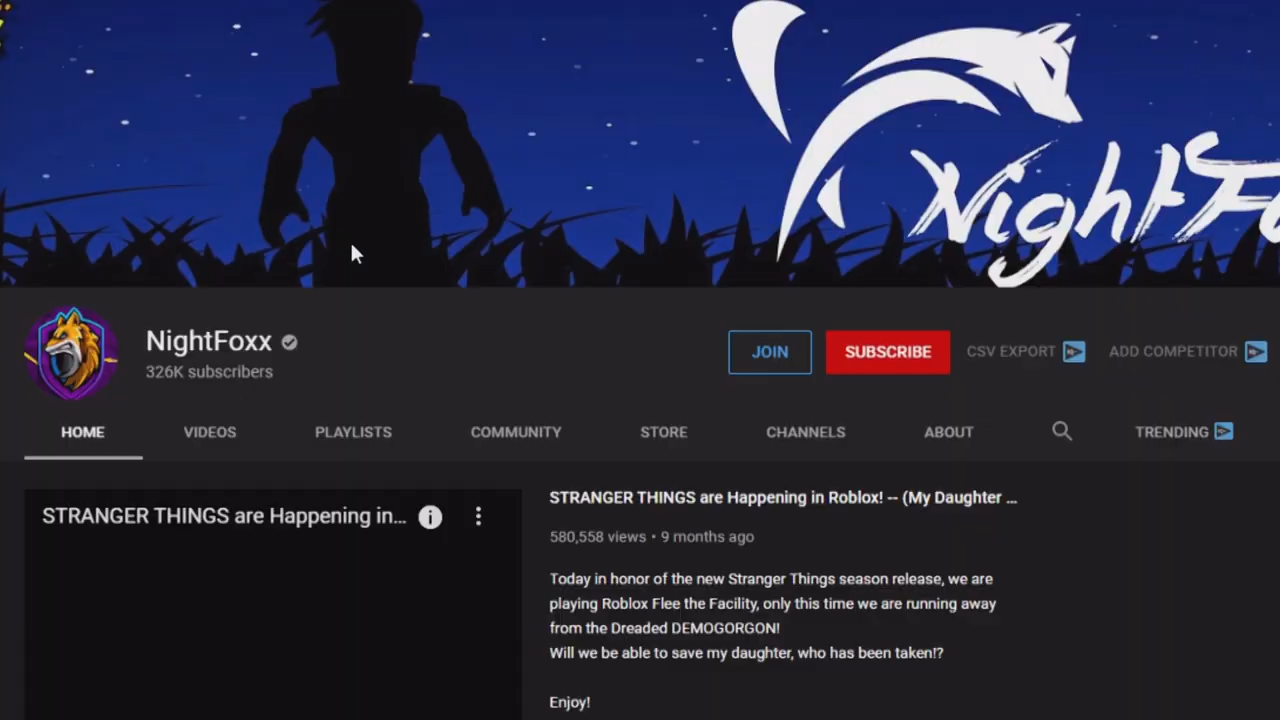 NightFo
NightFoxx
326K subscribers
JOIN
SUBSCRIBE
CSV EXPORT
ADD COMPETITOR
HOME
VIDEOS
PLAYLISTS
COMMUNITY
STORE
CHANNELS
ABOUT
TRENDING
STRANGER THINGS are Happening in...
STRANGER THINGS are Happening in Roblox! -- (My Daughter ...
580,558 views • 9 months ago
Today in honor of the new Stranger Things season release, we are
playing Roblox Flee the Facility, only this time we are running away
from the Dreaded DEMOGORGON!
Will we be able to save my daughter, who has been taken!?
Enjoy!